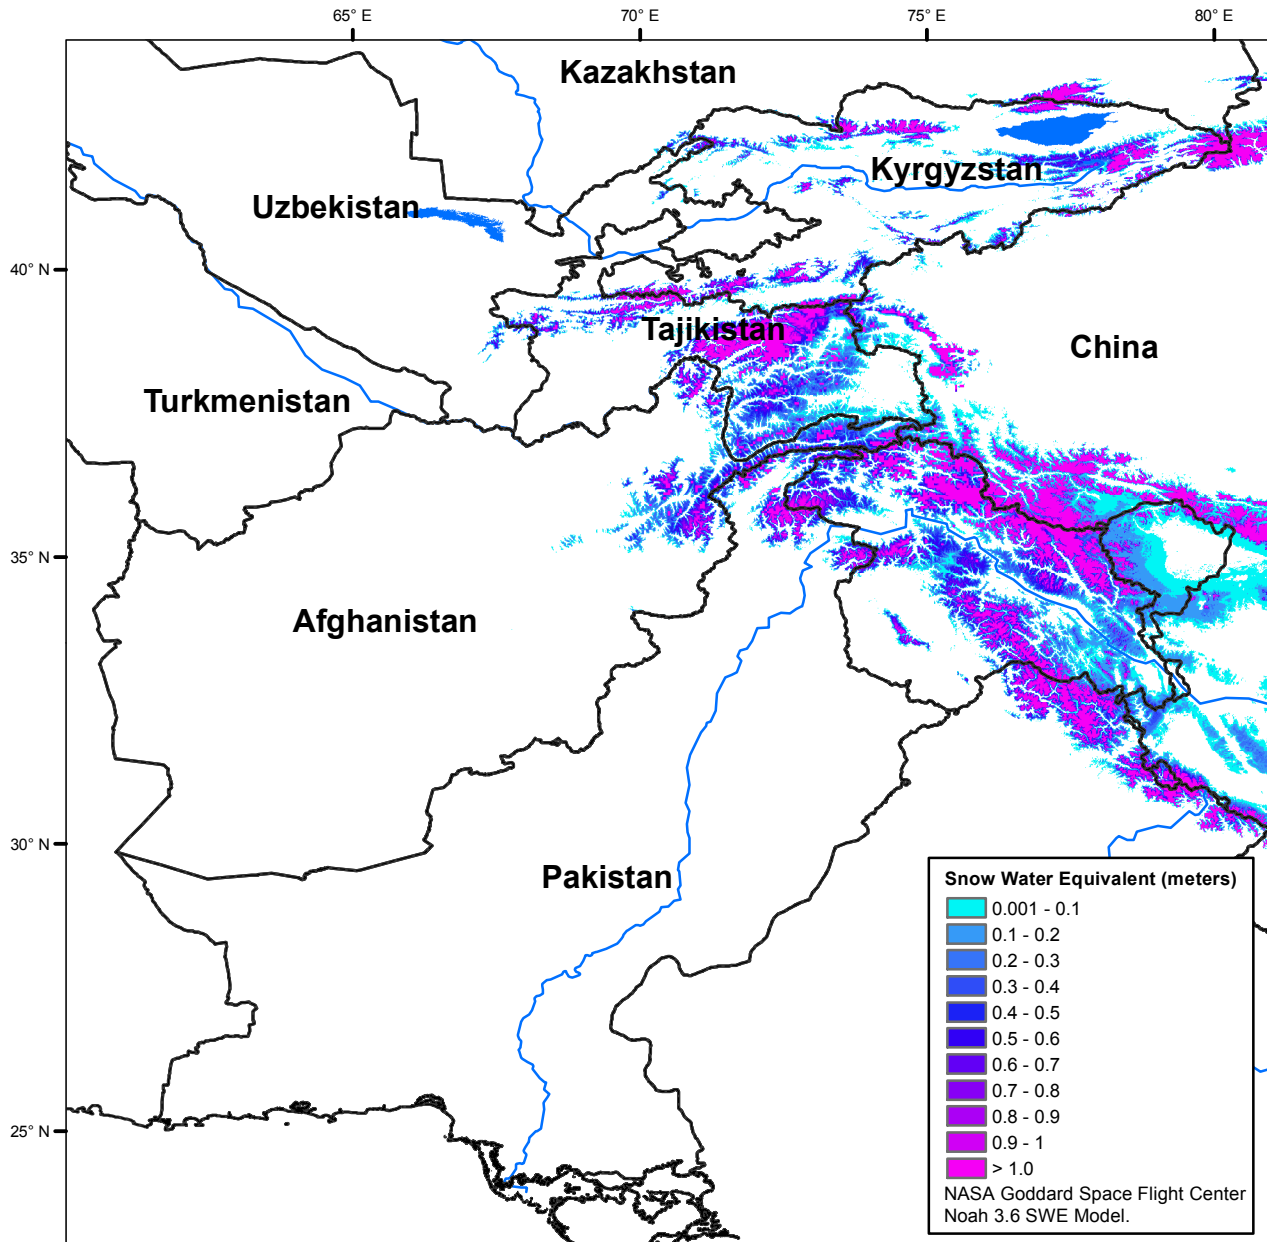 65° E
70° E
75° E
80° E
Kazakhstan
Kyrgyzstan
Uzbekistan
40° N
Tajikistan
China
Turkmenistan
35° N
Afghanistan
30° N
Pakistan
25° N
Snow Water Equivalent (meters)
0.001 - 0.1
0.1 - 0.2
0.2 - 0.3
0.3 - 0.4
0.4 - 0.5
0.5 - 0.6
0.6 - 0.7
0.7 - 0.8
0.8 - 0.9
0.9 - 1
> 1.0
NASA Goddard Space Flight Center
Noah 3.6 SWE Model.